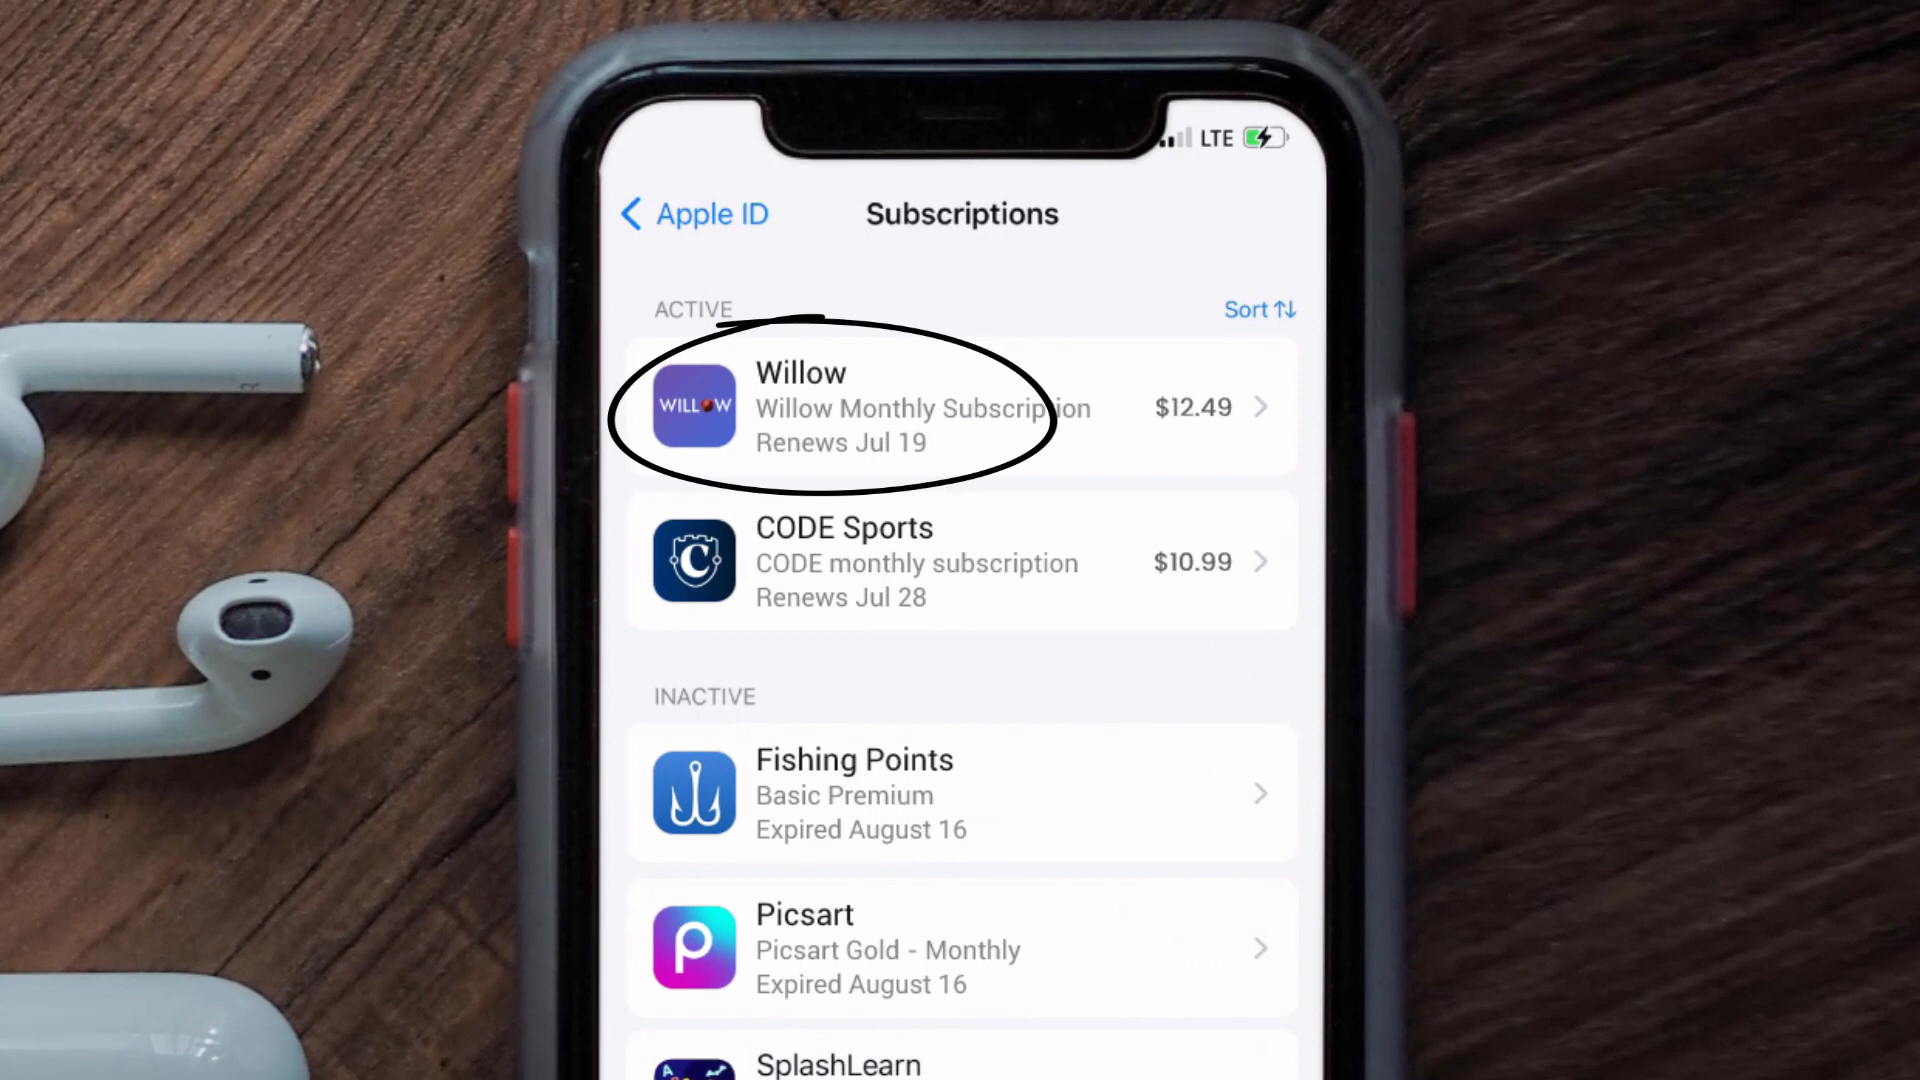 LTE
Apple ID
Subscriptions
ACTIVE
Sort
WILLOW
Willow
Willow Monthly Subscription
Renews Jul 19
$12.49
C
CODE Sports
CODE monthly subscription
Renews Jul 28
$10.99
INACTIVE
Fishing Points
Basic Premium
Expired August 16
P
Picsart
Picsart Gold - Monthly
Expired August 16
A
SplashLearn
R